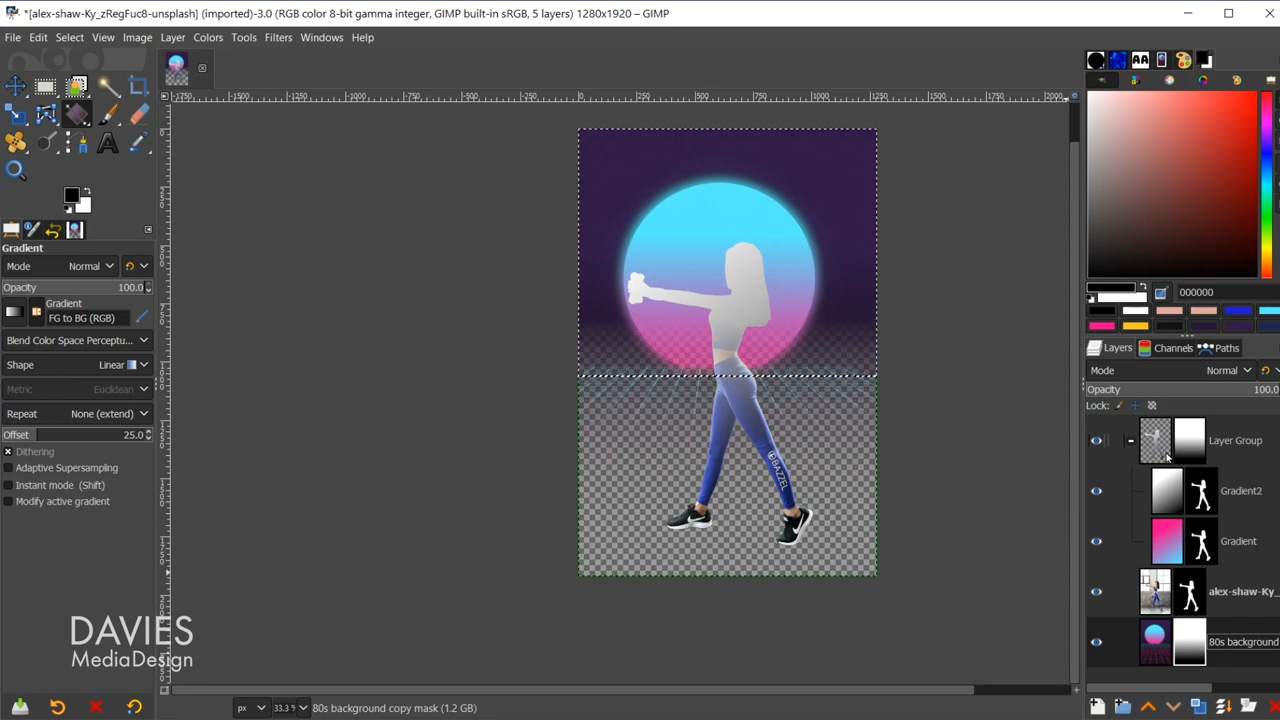 *[alex-shaw-Ky_zRegFuc8-unsplash] (imported)-3.0 (RGB color 8-bit gamma integer, GIMP built-in sRGB, 5 layers) 1280x1920 – GIMP
File Edit Select View Image Layer Colors Tools Filters Windows Help
Gradient
Mode Normal
Opacity 100.0
Gradient
FG to BG (RGB)
Blend Color Space Perceptu...
Shape Linear
Metric Euclidean
Repeat None (extend)
Offset 25.0
Dithering
Adaptive Supersampling
Instant mode (Shift)
Modify active gradient
DAVIES
MediaDesign
©BAZZEL
px 33.3 80s background copy mask (1.2 GB)
000000
Layers Channels Paths
Mode Normal
Opacity 100.0
Lock:
Layer Group
Gradient2
Gradient
alex-shaw-Ky_
80s background